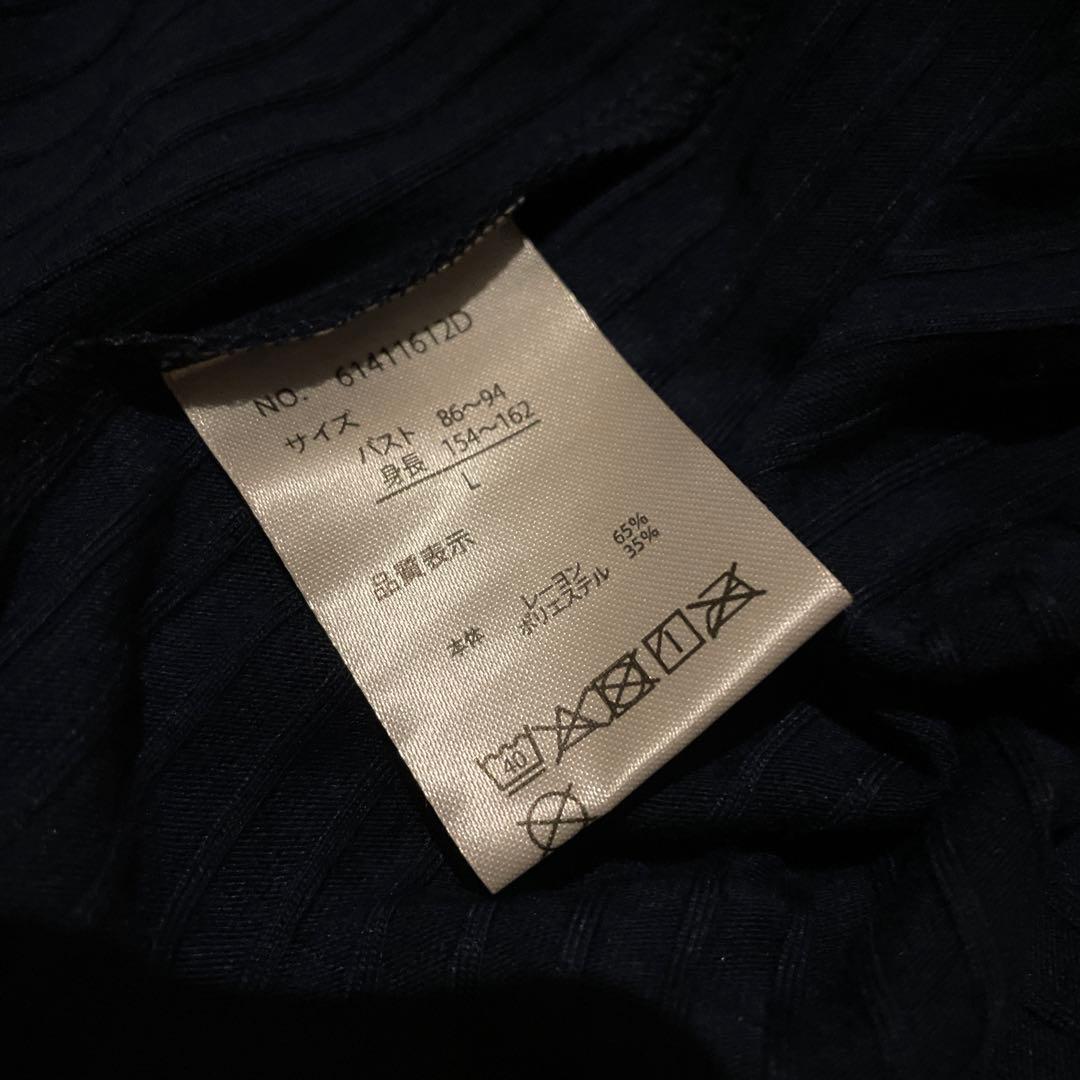 NO. 61411612D
サイズ
バスト 86～94
身長 154～162
L
品質表示
レーヨン 65%
本体 ポリエステル 35%
40